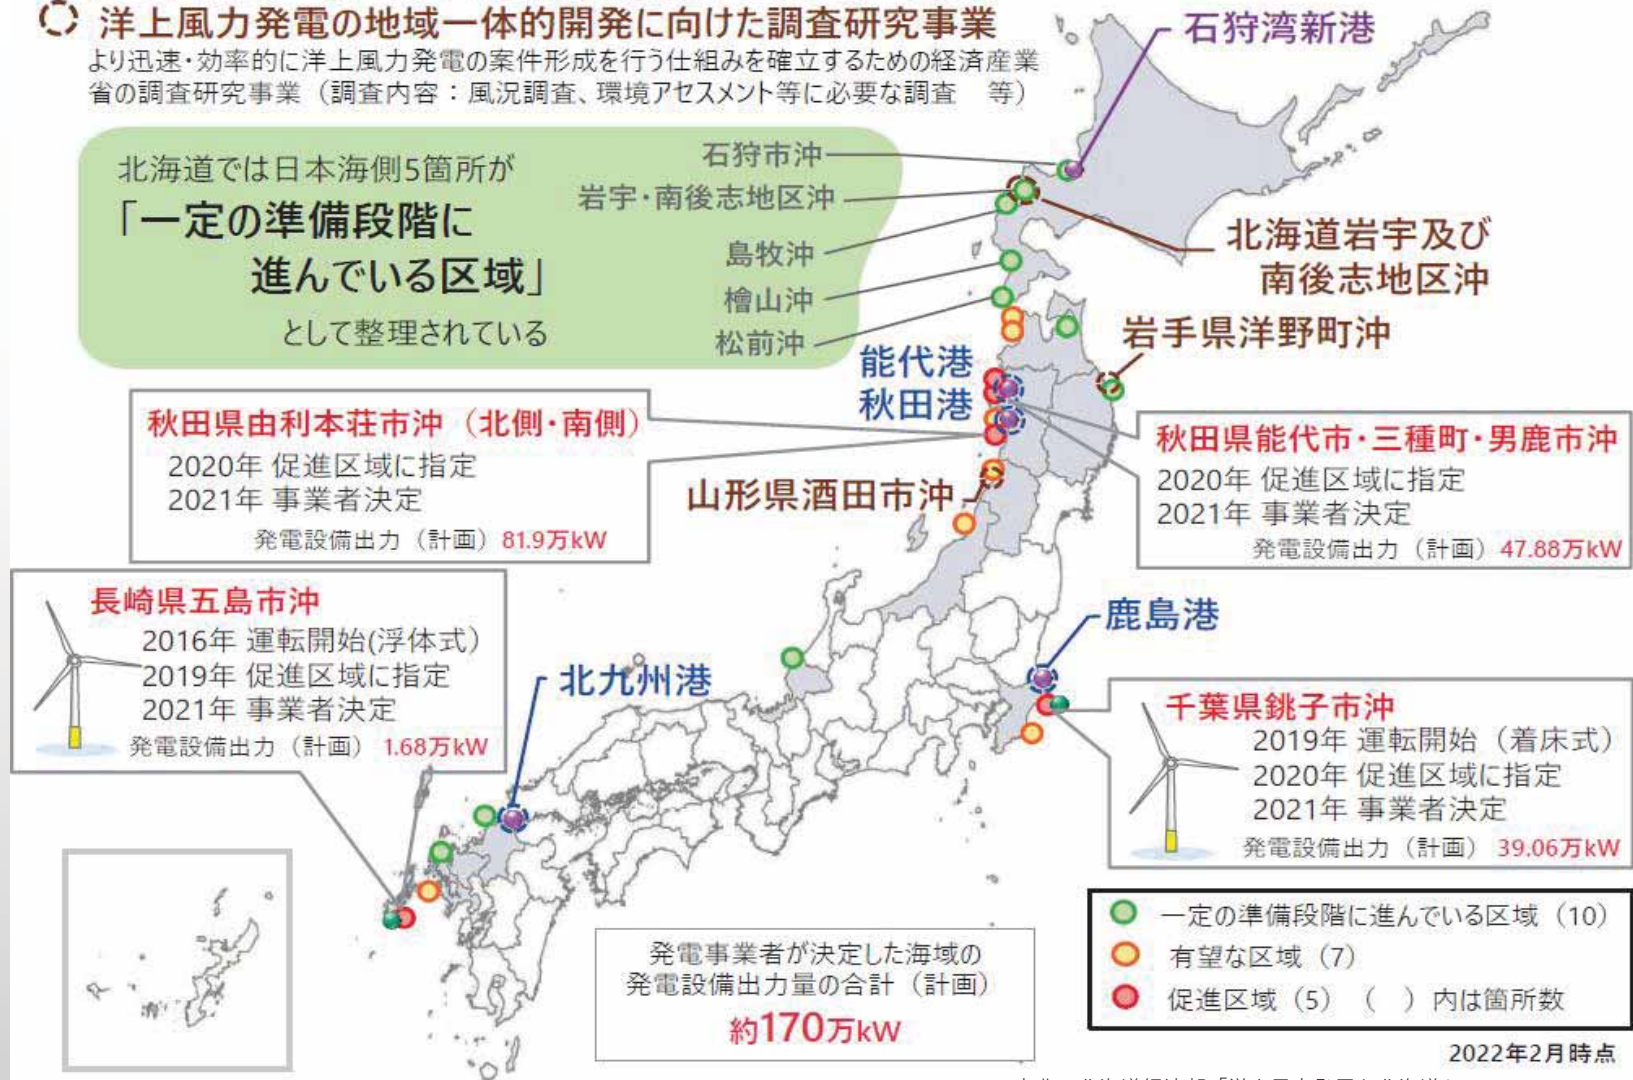 洋上風力発電の地域一体的開発に向けた調査研究事業
より迅速・効率的に洋上風力発電の案件形成を行う仕組みを確立するための経済産業
省の調査研究事業（調査内容：風況調査、環境アセスメント等に必要な調査　等）
石狩湾新港
北海道では日本海側5箇所が
「一定の準備段階に
進んでいる区域」
として整理されている
石狩市沖
岩宇・南後志地区沖
島牧沖
檜山沖
松前沖
北海道岩宇及び
南後志地区沖
岩手県洋野町沖
能代港
秋田港
秋田県由利本荘市沖（北側・南側）
2020年 促進区域に指定
2021年 事業者決定
発電設備出力（計画）81.9万kW
秋田県能代市・三種町・男鹿市沖
2020年 促進区域に指定
2021年 事業者決定
発電設備出力（計画）47.88万kW
山形県酒田市沖
長崎県五島市沖
2016年 運転開始(浮体式）
2019年 促進区域に指定
2021年 事業者決定
発電設備出力（計画）1.68万kW
北九州港
鹿島港
千葉県銚子市沖
2019年 運転開始（着床式）
2020年 促進区域に指定
2021年 事業者決定
発電設備出力（計画）39.06万kW
発電事業者が決定した海域の
発電設備出力量の合計（計画）
約170万kW
一定の準備段階に進んでいる区域（10）
有望な区域（7）
促進区域（5）（　）内は箇所数
2022年2月時点